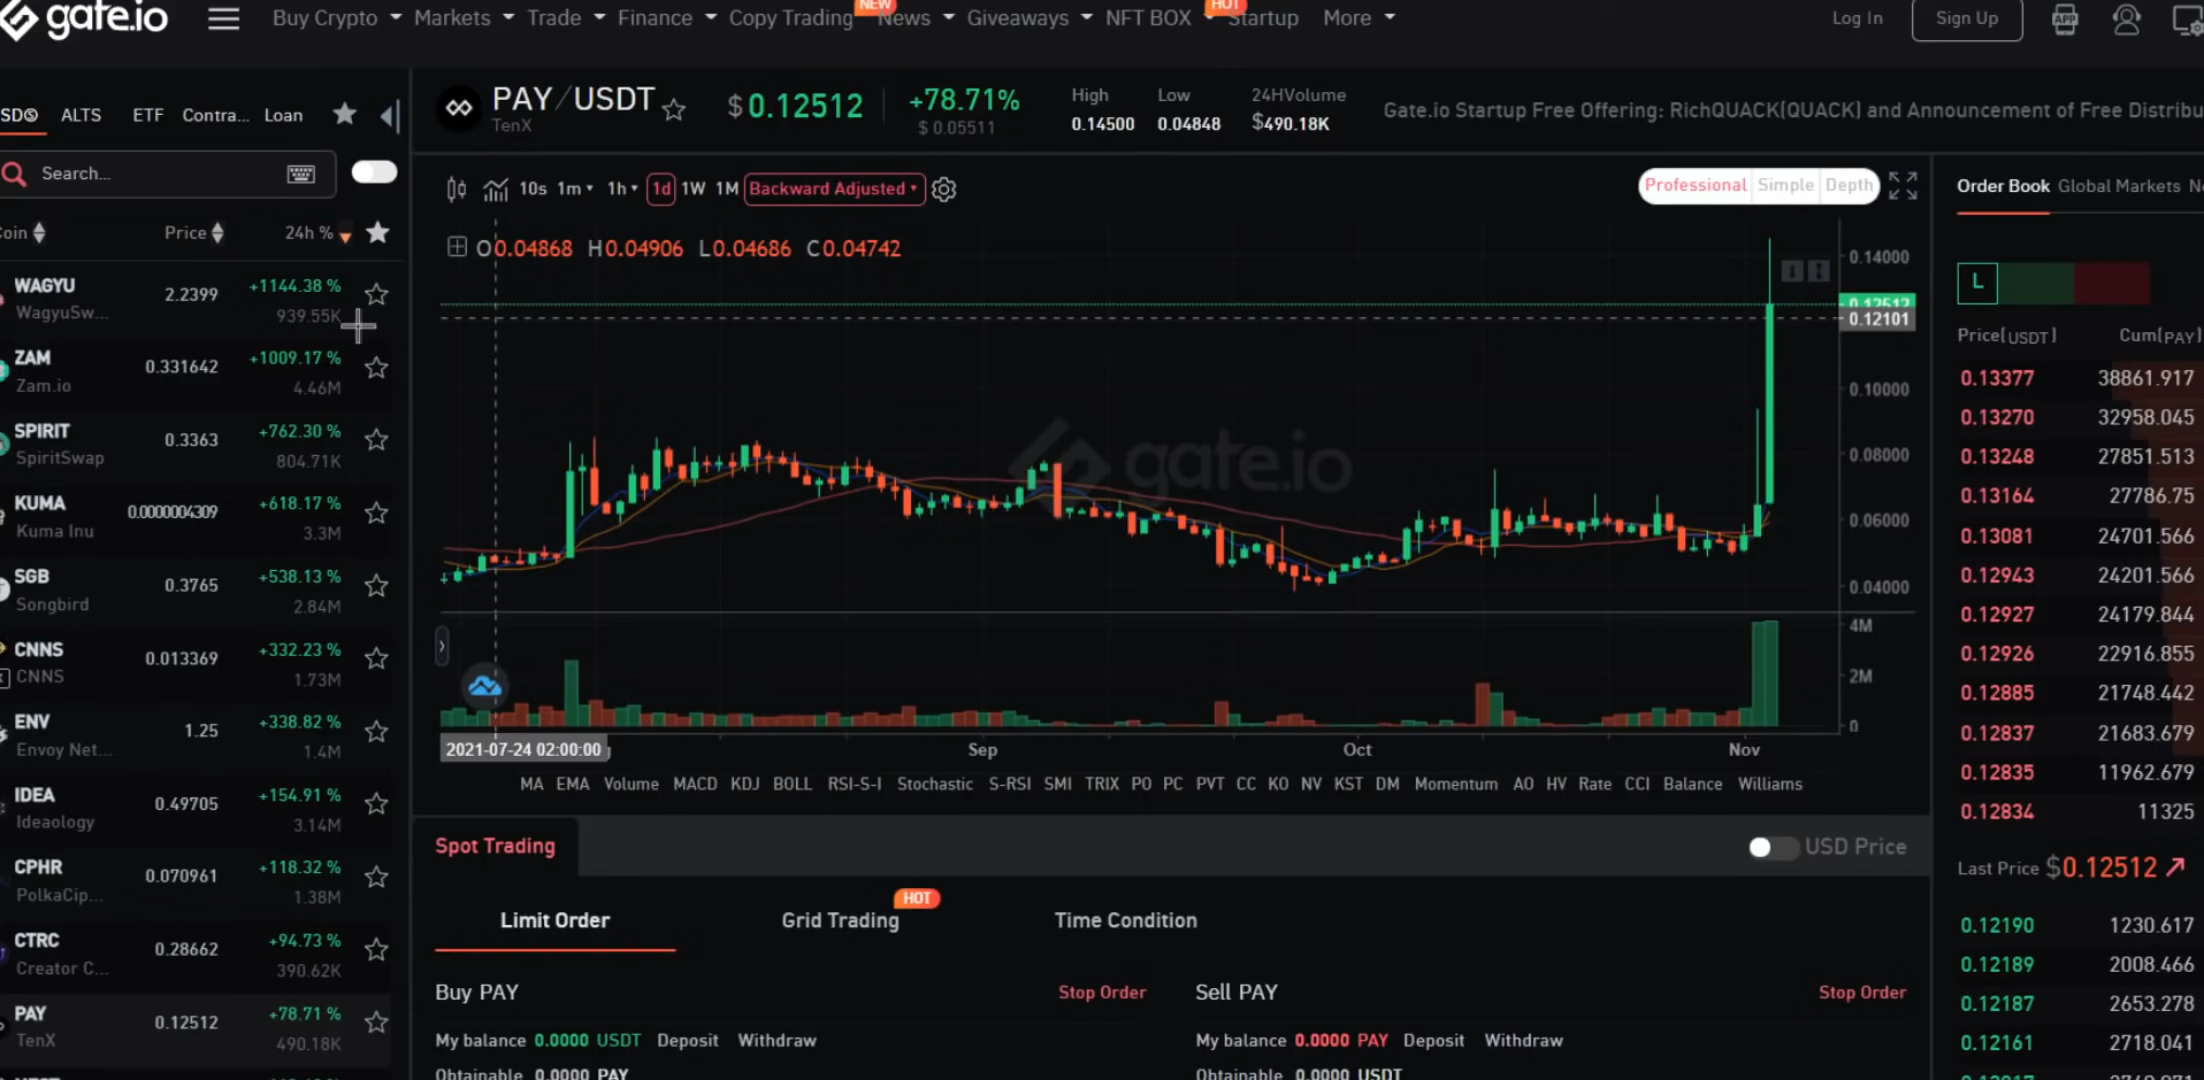 gate.io Buy Crypto Markets Trade Finance Copy Trading NEW News Giveaways NFT BOX HOT Startup More Log In Sign Up APP
SD ALTS ETF Contra... Loan
PAY/USDT $0.12512 +78.71% High Low 24HVolume Gate.io Startup Free Offering: RichQUACK(QUACK) and Announcement of Free Distribu
TenX $ 0.05511 0.14500 0.04848 $490.18K
Search...
10s 1m 1h 1d 1W 1M Backward Adjusted Professional Simple Depth
Order Book Global Markets
oin Price 24h %
O0.04868 H0.04906 L0.04686 C0.04742
WAGYU 2.2399 +1144.38 %
WagyuSw... 939.55K
ZAM 0.331642 +1009.17 %
Zam.io 4.46M
SPIRIT 0.3363 +762.30 %
SpiritSwap 804.71K
KUMA 0.0000004309 +618.17 %
Kuma Inu 3.3M
SGB 0.3765 +538.13 %
Songbird 2.84M
CNNS 0.013369 +332.23 %
CNNS 1.73M
ENV 1.25 +338.82 %
Envoy Net... 1.4M
IDEA 0.49705 +154.91 %
Ideaology 3.14M
CPHR 0.070961 +118.32 %
PolkaCip... 1.38M
CTRC 0.28662 +94.73 %
Creator C... 390.62K
PAY 0.12512 +78.71 %
TenX 490.18K
gate.io
0.14000
0.12512
0.12101
0.10000
0.08000
0.06000
0.04000
4M
2M
0
2021-07-24 02:00:00 Sep Oct Nov
MA EMA Volume MACD KDJ BOLL RSI-S-I Stochastic S-RSI SMI TRIX PO PC PVT CC KO NV KST DM Momentum AO HV Rate CCI Balance Williams
Spot Trading USD Price
Limit Order Grid Trading HOT Time Condition
Buy PAY Stop Order Sell PAY Stop Order
My balance 0.0000 USDT Deposit Withdraw My balance 0.0000 PAY Deposit Withdraw
Obtainable 0.0000 PAY Obtainable 0.0000 USDT
L
Price(USDT) Cum(PAY)
0.13377 38861.917
0.13270 32958.045
0.13248 27851.513
0.13164 27786.75
0.13081 24701.566
0.12943 24201.566
0.12927 24179.844
0.12926 22916.855
0.12885 21748.442
0.12837 21683.679
0.12835 11962.679
0.12834 11325
Last Price $0.12512
0.12190 1230.617
0.12189 2008.466
0.12187 2653.278
0.12161 2718.041